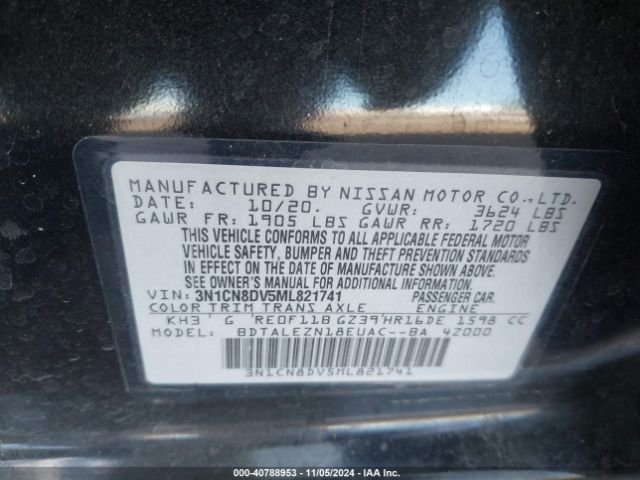 MANUFACTURED BY NISSAN MOTOR CO.,LTD.
DATE: 10/20. GVWR: 3624 LBS
GAWR FR: 1905 LBS GAWR RR: 1720 LBS
THIS VEHICLE CONFORMS TO ALL APPLICABLE FEDERAL MOTOR
VEHICLE SAFETY, BUMPER AND THEFT PREVENTION STANDARDS
IN EFFECT ON THE DATE OF MANUFACTURE SHOWN ABOVE.
SEE OWNER'S MANUAL FOR ADDITIONAL INFORMATION.
VIN: 3N1CN8DV5ML821741 PASSENGER CAR.
COLOR TRIM TRANS AXLE ENGINE
KH3 G RE0F11B GZ39 HR16DE 1598 CC
MODEL: BDTALEZN18EUAC--BA 4Z000
3N1CN8DV5ML821741
000-40788953 - 11/05/2024 - IAA Inc.